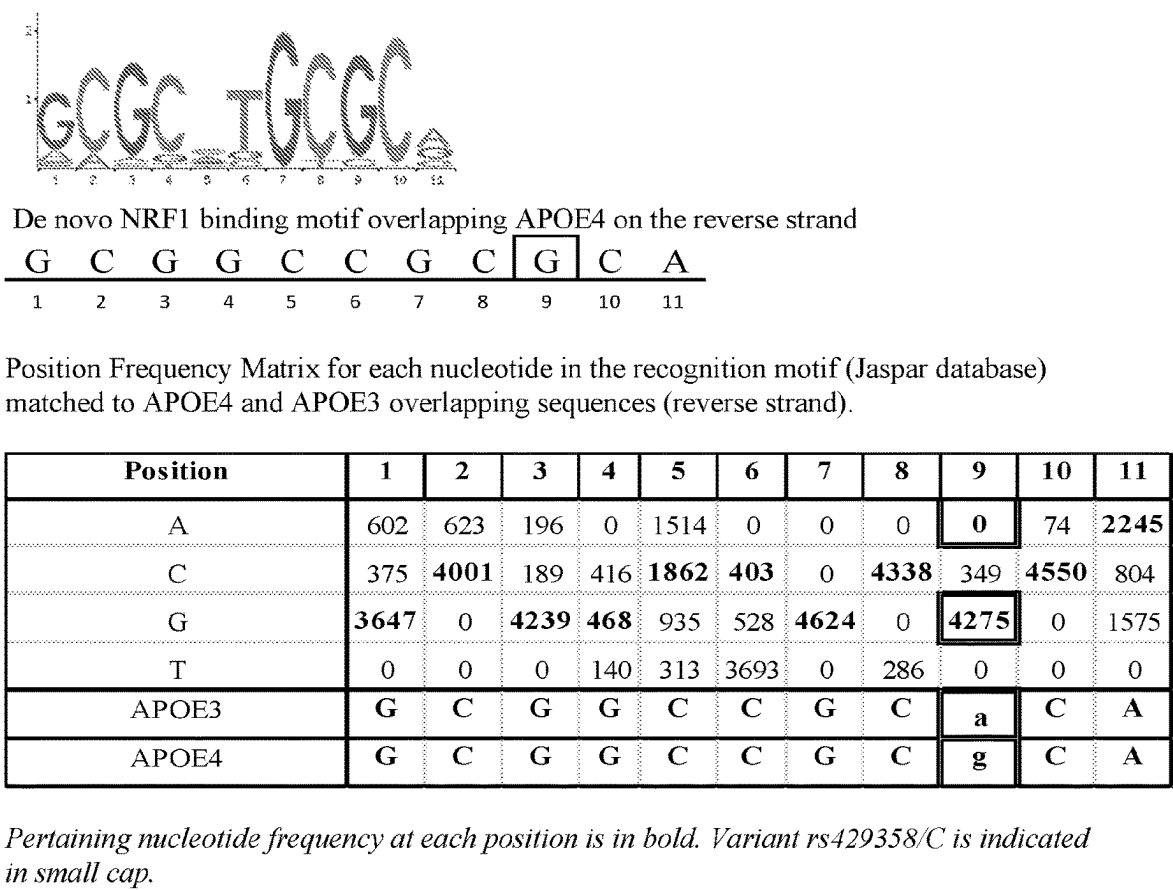 2
GCGC TGCGCA
1
1 2 3 4 5 6 7 8 9 10 11
De novo NRF1 binding motif overlapping APOE4 on the reverse strand
G C G G C C G C G C A
1 2 3 4 5 6 7 8 9 10 11
Position Frequency Matrix for each nucleotide in the recognition motif (Jaspar database)
matched to APOE4 and APOE3 overlapping sequences (reverse strand).
Position 1 2 3 4 5 6 7 8 9 10 11
A 602 623 196 0 1514 0 0 0 0 74 2245
C 375 4001 189 416 1862 403 0 4338 349 4550 804
G 3647 0 4239 468 935 528 4624 0 4275 0 1575
T 0 0 0 140 313 3693 0 286 0 0 0
APOE3 G C G G C C G C a C A
APOE4 G C G G C C G C g C A
Pertaining nucleotide frequency at each position is in bold. Variant rs429358/C is indicated
in small cap.